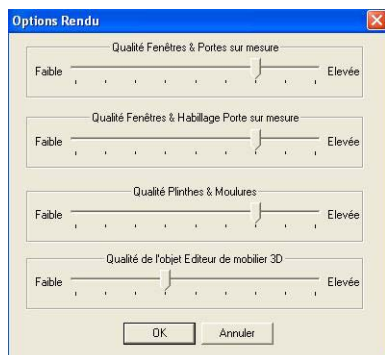 Options Rendu
Qualité Fenêtres & Portes sur mesure
Faible Elevée
Qualité Fenêtres & Habillage Porte sur mesure
Faible Elevée
Qualité Plinthes & Moulures
Faible Elevée
Qualité de l'objet Editeur de mobilier 3D
Faible Elevée
OK Annuler